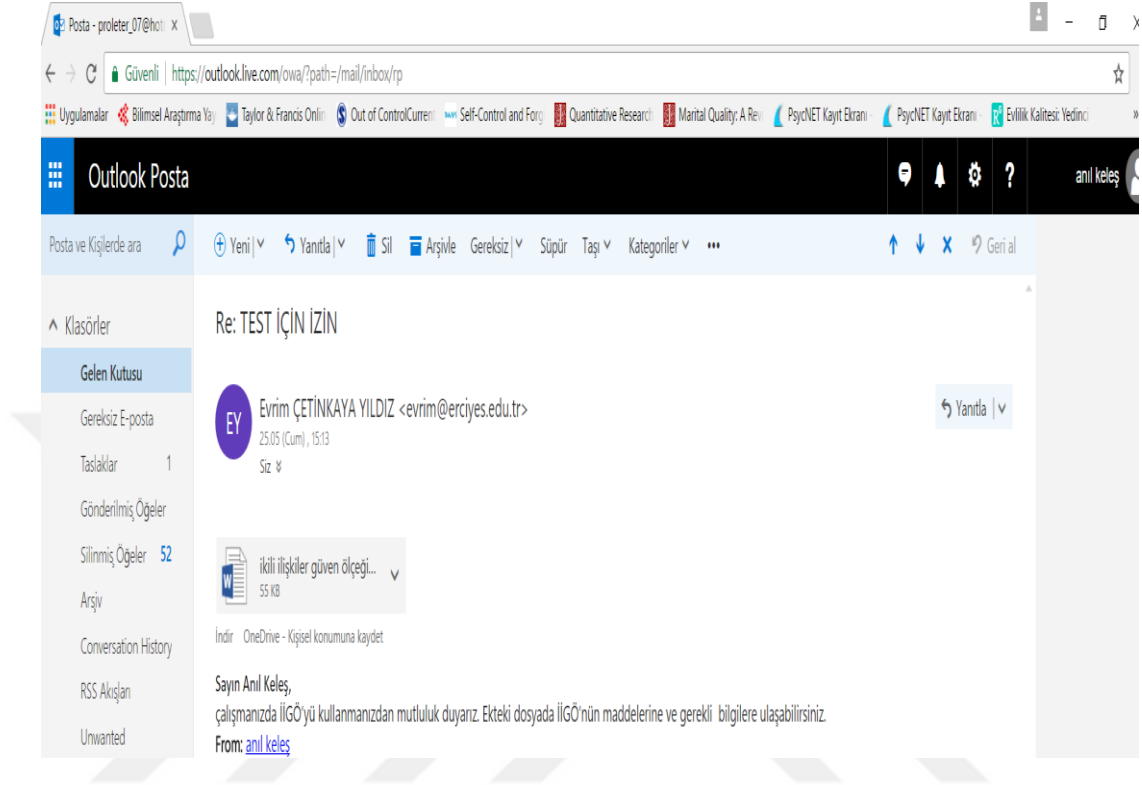 Posta - proleter_07@hot
Güvenli https://outlook.live.com/owa/?path=/mail/inbox/rp
Uygulamalar Bilimsel Araştırma Yay Taylor & Francis Onlin Out of ControlCurrent Self-Control and Forg Quantitative Research Marital Quality: A Rev PsycNET Kayıt Ekranı - PsycNET Kayıt Ekranı - Evlilik Kalitesi: Yedinci »
Outlook Posta ? anıl keleş
Posta ve Kişilerde ara Yeni | Yanıtla | Sil Arşivle Gereksiz | Süpür Taşı Kategoriler ••• Geri al
Klasörler
Re: TEST İÇİN İZİN
Gelen Kutusu
Gereksiz E-posta
Taslaklar 1
Gönderilmiş Öğeler
Silinmiş Öğeler 52
Arşiv
Conversation History
RSS Akışları
Unwanted
EY
Evrim ÇETİNKAYA YILDIZ <evrim@erciyes.edu.tr>
25.05 (Cum) , 15:13
Siz
Yanıtla |
ikili ilişkiler güven ölçeği...
55 KB
İndir OneDrive - Kişisel konumuna kaydet
Sayın Anıl Keleş,
çalışmanızda İİGÖ'yü kullanmanızdan mutluluk duyarız. Ekteki dosyada İİGÖ'nün maddelerine ve gerekli bilgilere ulaşabilirsiniz.
From: anıl keleş